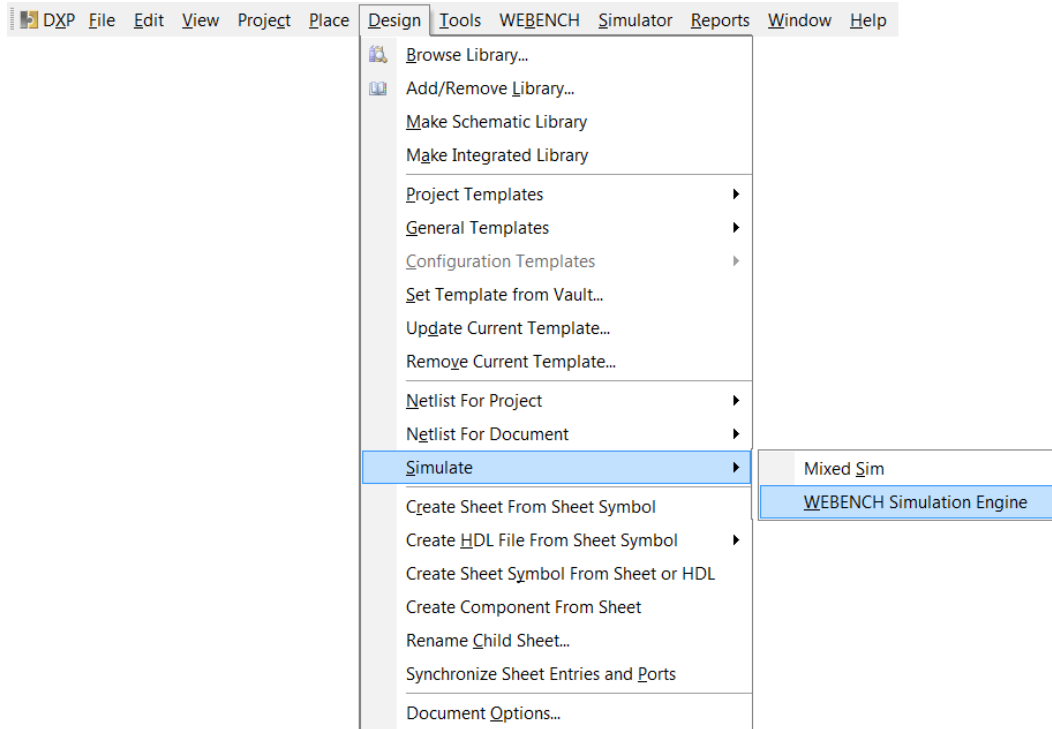 DXP File Edit View Project Place Design Tools WEBENCH Simulator Reports Window Help
Browse Library...
Add/Remove Library...
Make Schematic Library
Make Integrated Library
Project Templates
General Templates
Configuration Templates
Set Template from Vault...
Update Current Template...
Remove Current Template...
Netlist For Project
Netlist For Document
Simulate
Mixed Sim
WEBENCH Simulation Engine
Create Sheet From Sheet Symbol
Create HDL File From Sheet Symbol
Create Sheet Symbol From Sheet or HDL
Create Component From Sheet
Rename Child Sheet...
Synchronize Sheet Entries and Ports
Document Options...